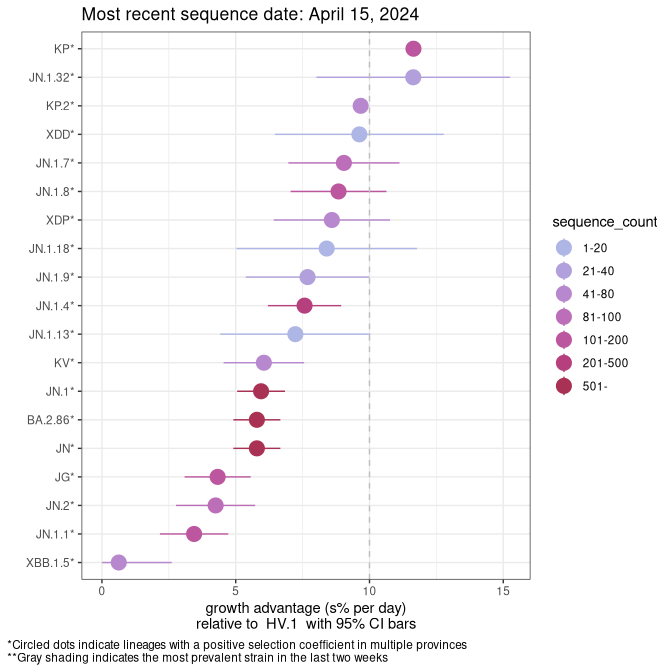 Most recent sequence date: April 15, 2024
KP*
JN.1.32*
KP.2*
XDD*
JN.1.7*
JN.1.8*
XDP*
JN.1.18*
JN.1.9*
JN.1.4*
JN.1.13*
KV*
JN.1*
BA.2.86*
JN*
JG*
JN.2*
JN.1.1*
XBB.1.5*
0 5 10 15
growth advantage (s% per day)
relative to HV.1 with 95% CI bars
sequence_count
1-20
21-40
41-80
81-100
101-200
201-500
501-
*Circled dots indicate lineages with a positive selection coefficient in multiple provinces
**Gray shading indicates the most prevalent strain in the last two weeks